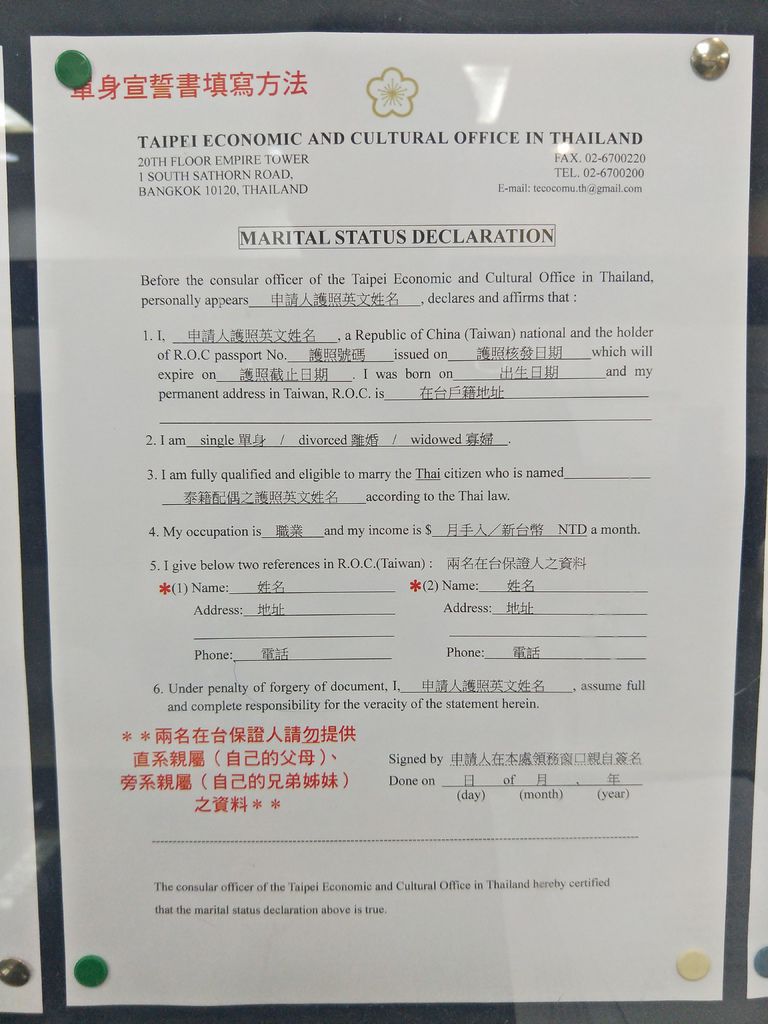 單身宣誓書填寫方法
TAIPEI ECONOMIC AND CULTURAL OFFICE IN THAILAND
20TH FLOOR EMPIRE TOWER
1 SOUTH SATHORN ROAD,
BANGKOK 10120, THAILAND
FAX. 02-6700220
TEL. 02-6700200
E-mail: tecocomu.th@gmail.com
MARITAL STATUS DECLARATION
Before the consular officer of the Taipei Economic and Cultural Office in Thailand,
personally appears 申請人護照英文姓名 , declares and affirms that :
1. I, 申請人護照英文姓名 , a Republic of China (Taiwan) national and the holder
of R.O.C passport No. 護照號碼 issued on 護照核發日期 which will
expire on 護照截止日期 . I was born on 出生日期 and my
permanent address in Taiwan, R.O.C. is 在台戶籍地址
2. I am single 單身 / divorced 離婚 / widowed 寡婦 .
3. I am fully qualified and eligible to marry the Thai citizen who is named
泰籍配偶之護照英文姓名 according to the Thai law.
4. My occupation is 職業 and my income is $ 月手入／新台幣 NTD a month.
5. I give below two references in R.O.C.(Taiwan) : 兩名在台保證人之資料
*(1) Name: 姓名 *(2) Name: 姓名
Address: 地址 Address: 地址
Phone: 電話 Phone: 電話
6. Under penalty of forgery of document, I, 申請人護照英文姓名 , assume full
and complete responsibility for the veracity of the statement herein.
＊＊兩名在台保證人請勿提供
直系親屬（自己的父母）、
旁系親屬（自己的兄弟姊妹）
之資料＊＊
Signed by 申請人在本處領務窗口親自簽名
Done on 日 of 月 , 年
(day) (month) (year)
The consular officer of the Taipei Economic and Cultural Office in Thailand hereby certified
that the marital status declaration above is true.